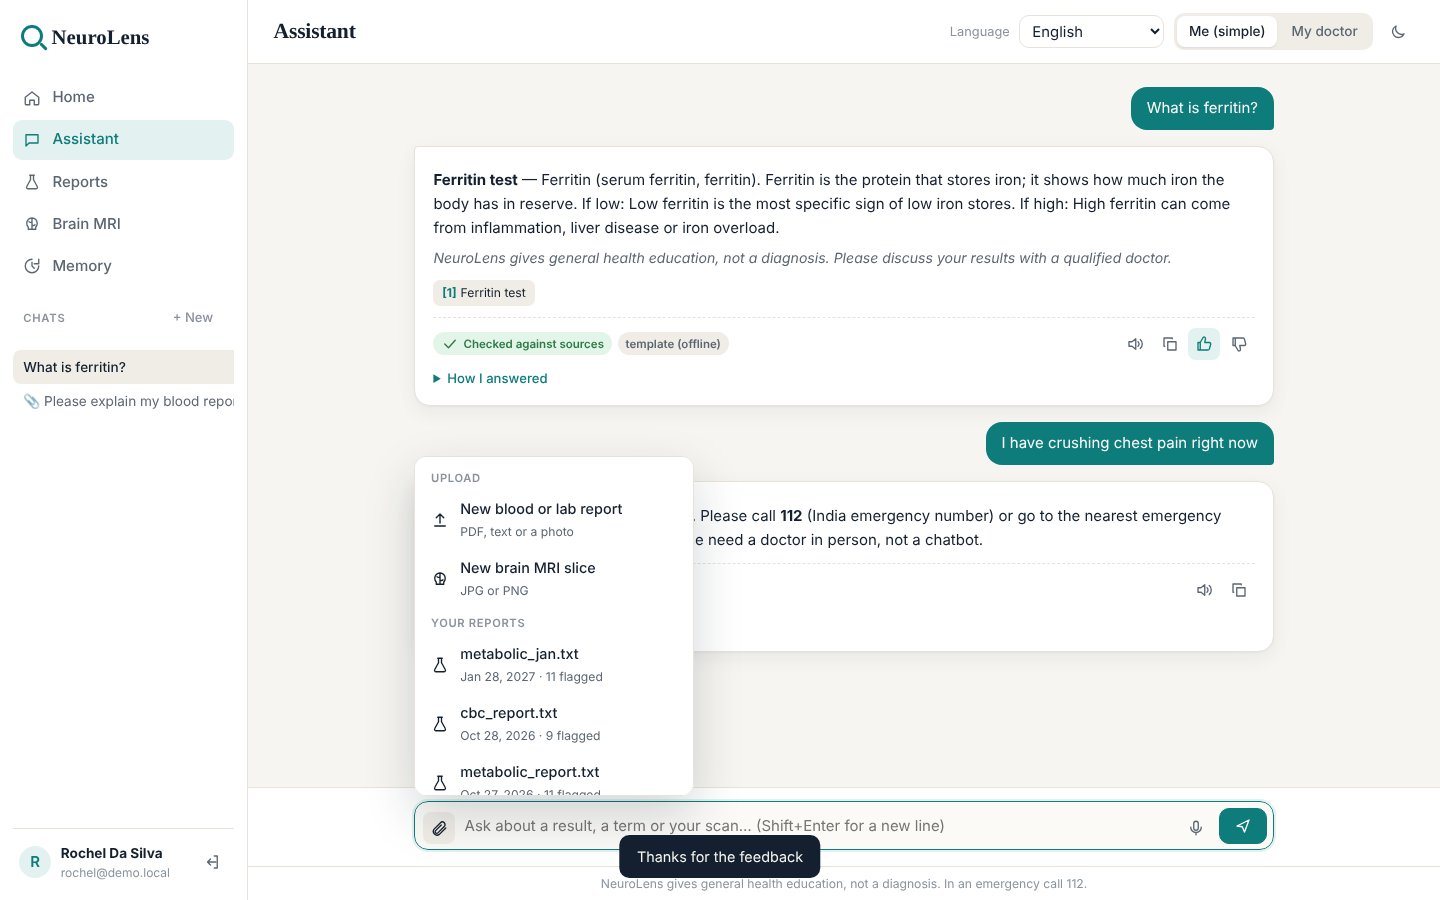 NeuroLens
Home
Assistant
Reports
Brain MRI
Memory
CHATS
+ New
What is ferritin?
Please explain my blood repor
R
Rochel Da Silva
rochel@demo.local
Assistant
Language
English
Me (simple)
My doctor
What is ferritin?
Ferritin test — Ferritin (serum ferritin, ferritin). Ferritin is the protein that stores iron; it shows how much iron the
body has in reserve. If low: Low ferritin is the most specific sign of low iron stores. If high: High ferritin can come
from inflammation, liver disease or iron overload.
NeuroLens gives general health education, not a diagnosis. Please discuss your results with a qualified doctor.
[1] Ferritin test
Checked against sources
template (offline)
How I answered
I have crushing chest pain right now
. Please call 112 (India emergency number) or go to the nearest emergency
e need a doctor in person, not a chatbot.
UPLOAD
New blood or lab report
PDF, text or a photo
New brain MRI slice
JPG or PNG
YOUR REPORTS
metabolic_jan.txt
Jan 28, 2027 · 11 flagged
cbc_report.txt
Oct 28, 2026 · 9 flagged
metabolic_report.txt
Oct 27, 2026 · 11 flagged
Ask about a result, a term or your scan... (Shift+Enter for a new line)
Thanks for the feedback
NeuroLens gives general health education, not a diagnosis. In an emergency call 112.